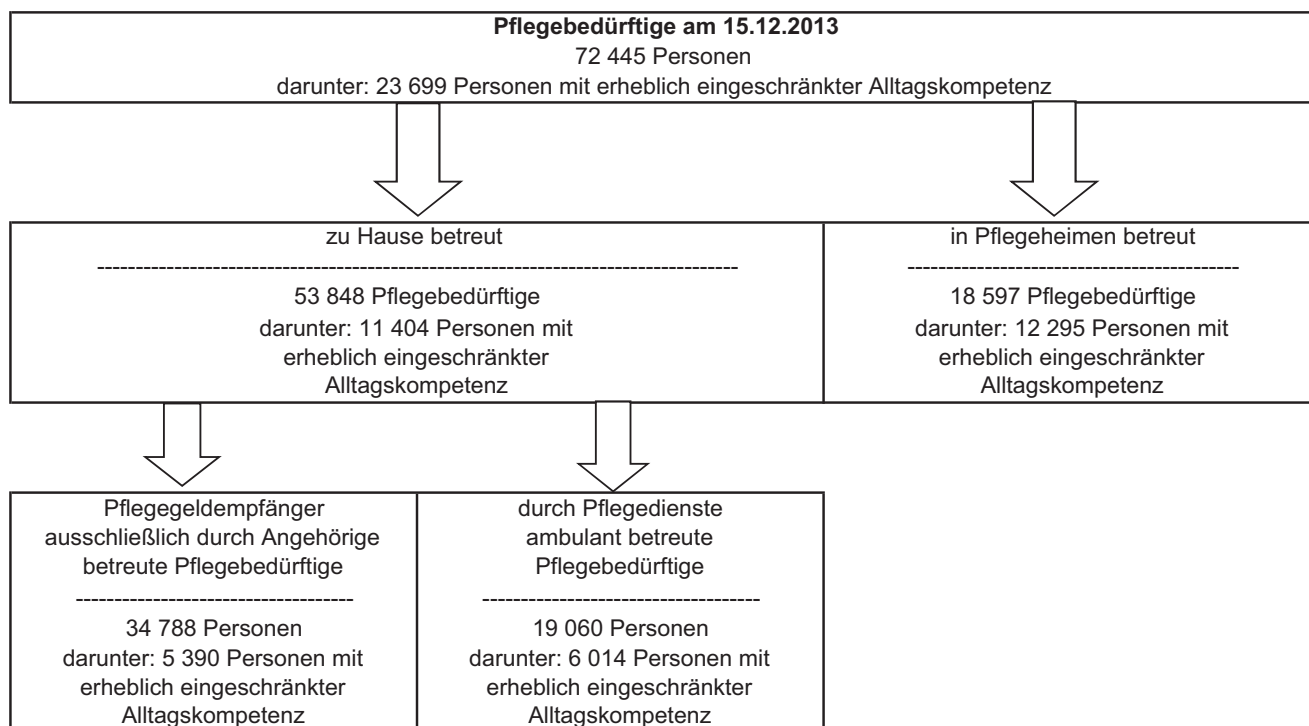 Pflegebedürftige am 15.12.2013
72 445 Personen
darunter: 23 699 Personen mit erheblich eingeschränkter Alltagskompetenz
zu Hause betreut
-----------------------------------------------------------------------------------
53 848 Pflegebedürftige
darunter: 11 404 Personen mit
erheblich eingeschränkter
Alltagskompetenz
in Pflegeheimen betreut
-------------------------------------------
18 597 Pflegebedürftige
darunter: 12 295 Personen mit
erheblich eingeschränkter
Alltagskompetenz
Pflegegeldempfänger
ausschließlich durch Angehörige
betreute Pflegebedürftige
------------------------------------
34 788 Personen
darunter: 5 390 Personen mit
erheblich eingeschränkter
Alltagskompetenz
durch Pflegedienste
ambulant betreute
Pflegebedürftige
------------------------------------
19 060 Personen
darunter: 6 014 Personen mit
erheblich eingeschränkter
Alltagskompetenz